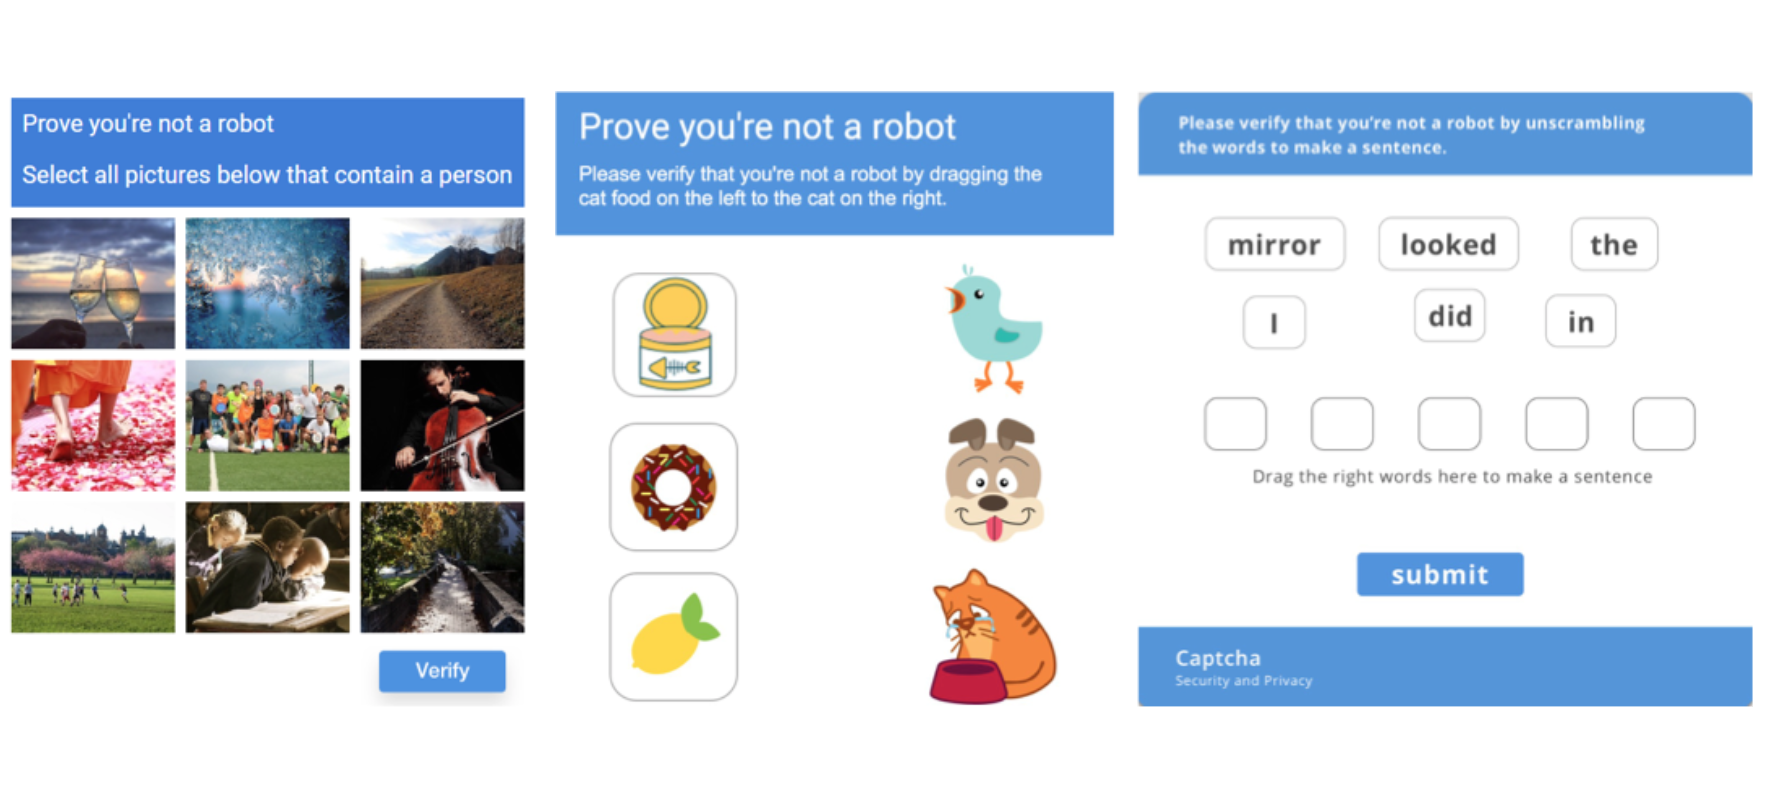 Prove you're not a robot
Select all pictures below that contain a person
Verify
Prove you're not a robot
Please verify that you're not a robot by dragging the
cat food on the left to the cat on the right.
Please verify that you're not a robot by unscrambling
the words to make a sentence.
mirror looked the
I did in
Drag the right words here to make a sentence
submit
Captcha
Security and Privacy